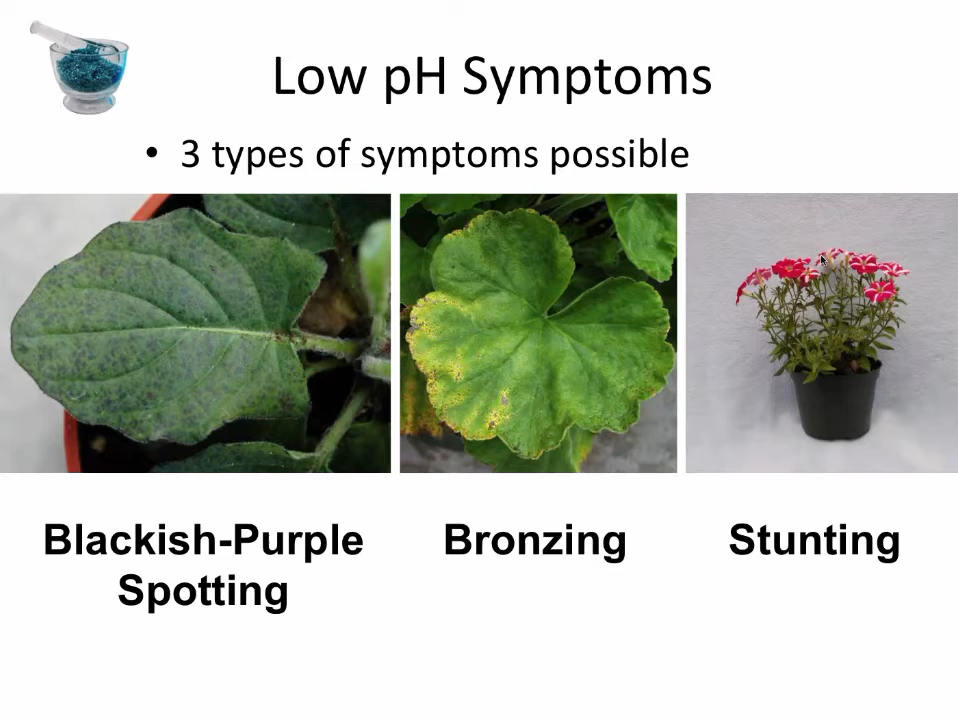 Low pH Symptoms
• 3 types of symptoms possible
Blackish-Purple
Spotting
Bronzing
Stunting